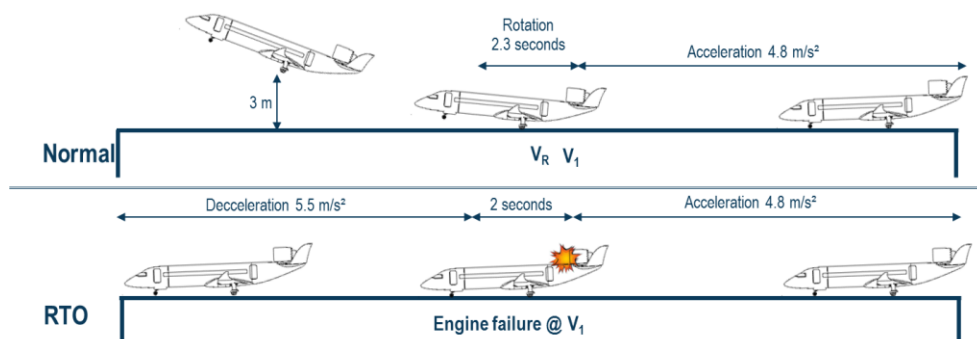 Rotation
2.3 seconds
Acceleration 4.8 m/s²
3 m
Normal
V_R V₁
Decceleration 5.5 m/s²
2 seconds
Acceleration 4.8 m/s²
RTO
Engine failure @ V₁